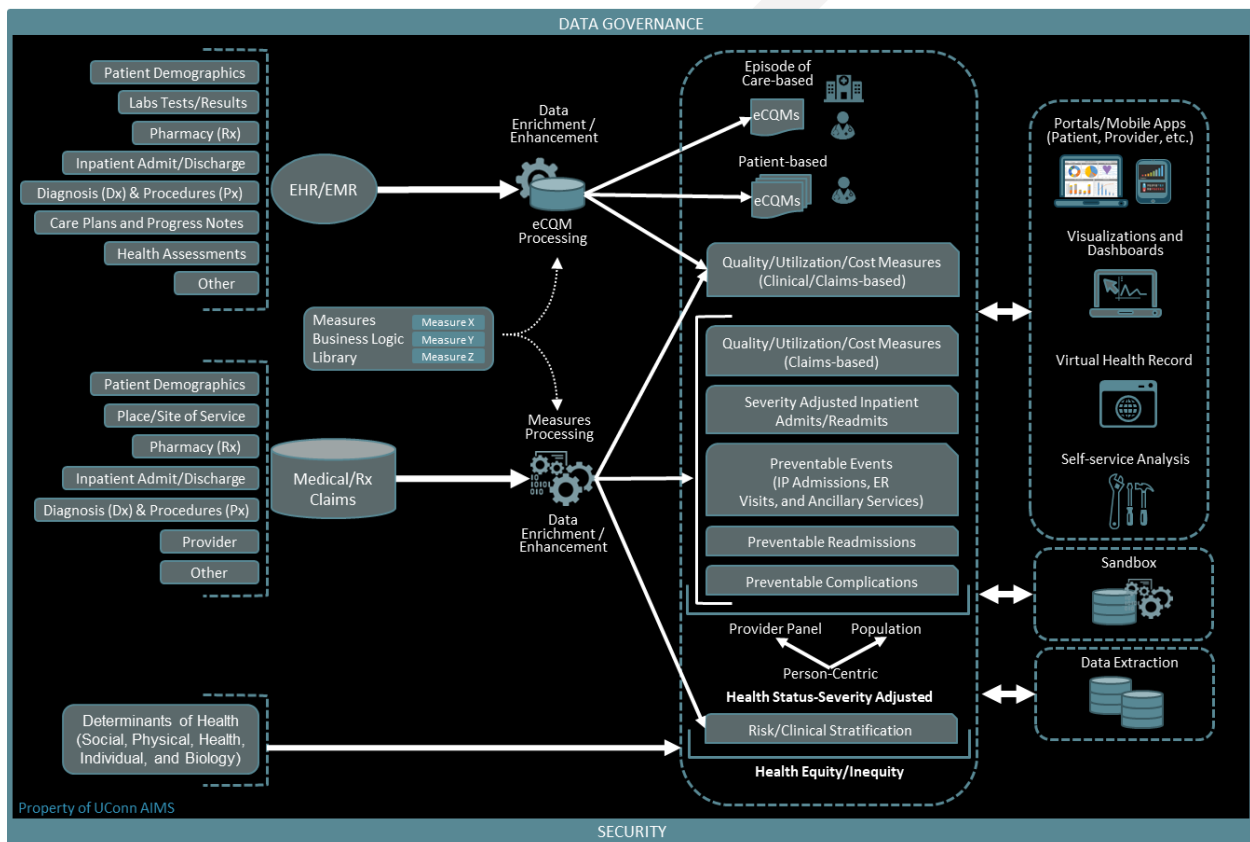 DATA GOVERNANCE
Patient Demographics
Labs Tests/Results
Pharmacy (Rx)
Inpatient Admit/Discharge
Diagnosis (Dx) & Procedures (Px)
Care Plans and Progress Notes
Health Assessments
Other
EHR/EMR
Data
Enrichment /
Enhancement
eCQM
Processing
Measures
Business Logic
Library
Measure X
Measure Y
Measure Z
Patient Demographics
Place/Site of Service
Pharmacy (Rx)
Inpatient Admit/Discharge
Diagnosis (Dx) & Procedures (Px)
Provider
Other
Medical/Rx
Claims
Measures
Processing
10101
010
Data
Enrichment /
Enhancement
Determinants of Health
(Social, Physical, Health,
Individual, and Biology)
Episode of
Care-based
eCQMs
Patient-based
eCQMs
Quality/Utilization/Cost Measures
(Clinical/Claims-based)
Quality/Utilization/Cost Measures
(Claims-based)
Severity Adjusted Inpatient
Admits/Readmits
Preventable Events
(IP Admissions, ER
Visits, and Ancillary Services)
Preventable Readmissions
Preventable Complications
Provider Panel
Population
Person-Centric
Health Status-Severity Adjusted
Risk/Clinical Stratification
Health Equity/Inequity
Portals/Mobile Apps
(Patient, Provider, etc.)
Visualizations and
Dashboards
Virtual Health Record
Self-service Analysis
Sandbox
Data Extraction
Property of UConn AIMS
SECURITY